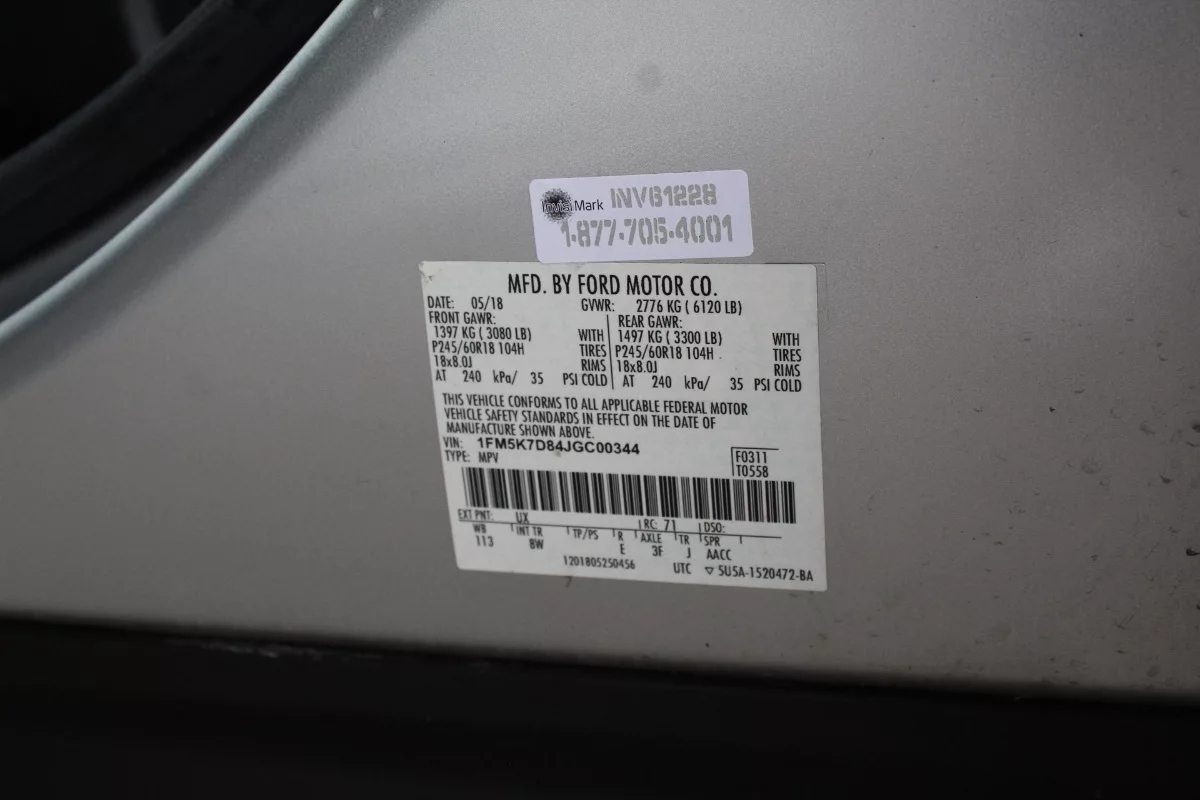 Invisi Mark INV61228
1-877-705-4001
MFD. BY FORD MOTOR CO.
DATE: 05/18 GVWR: 2776 KG ( 6120 LB)
FRONT GAWR: REAR GAWR:
1397 KG ( 3080 LB) WITH 1497 KG ( 3300 LB) WITH
P245/60R18 104H TIRES P245/60R18 104H TIRES
18x8.0J RIMS 18x8.0J RIMS
AT 240 kPa/ 35 PSI COLD AT 240 kPa/ 35 PSI COLD
THIS VEHICLE CONFORMS TO ALL APPLICABLE FEDERAL MOTOR
VEHICLE SAFETY STANDARDS IN EFFECT ON THE DATE OF
MANUFACTURE SHOWN ABOVE.
VIN: 1FM5K7D84JGC00344
TYPE: MPV
F0311
T0558
EXT PNT: UX RC: 71 DSO:
WB INT TR TP/PS R AXLE TR SPR
113 BW E 3F J AACC
1201805250456 UTC ▽ 5U5A-1520472-BA